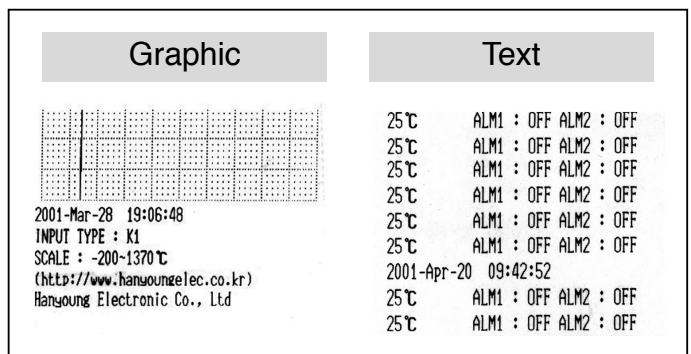 Graphic
2001-Mar-28 19:06:48
INPUT TYPE : K1
SCALE : -200~1370℃
(http://www.hanyoungelec.co.kr)
Hanyoung Electronic Co., Ltd
Text
25℃ ALM1 : OFF ALM2 : OFF
25℃ ALM1 : OFF ALM2 : OFF
25℃ ALM1 : OFF ALM2 : OFF
25℃ ALM1 : OFF ALM2 : OFF
25℃ ALM1 : OFF ALM2 : OFF
25℃ ALM1 : OFF ALM2 : OFF
2001-Apr-20 09:42:52
25℃ ALM1 : OFF ALM2 : OFF
25℃ ALM1 : OFF ALM2 : OFF